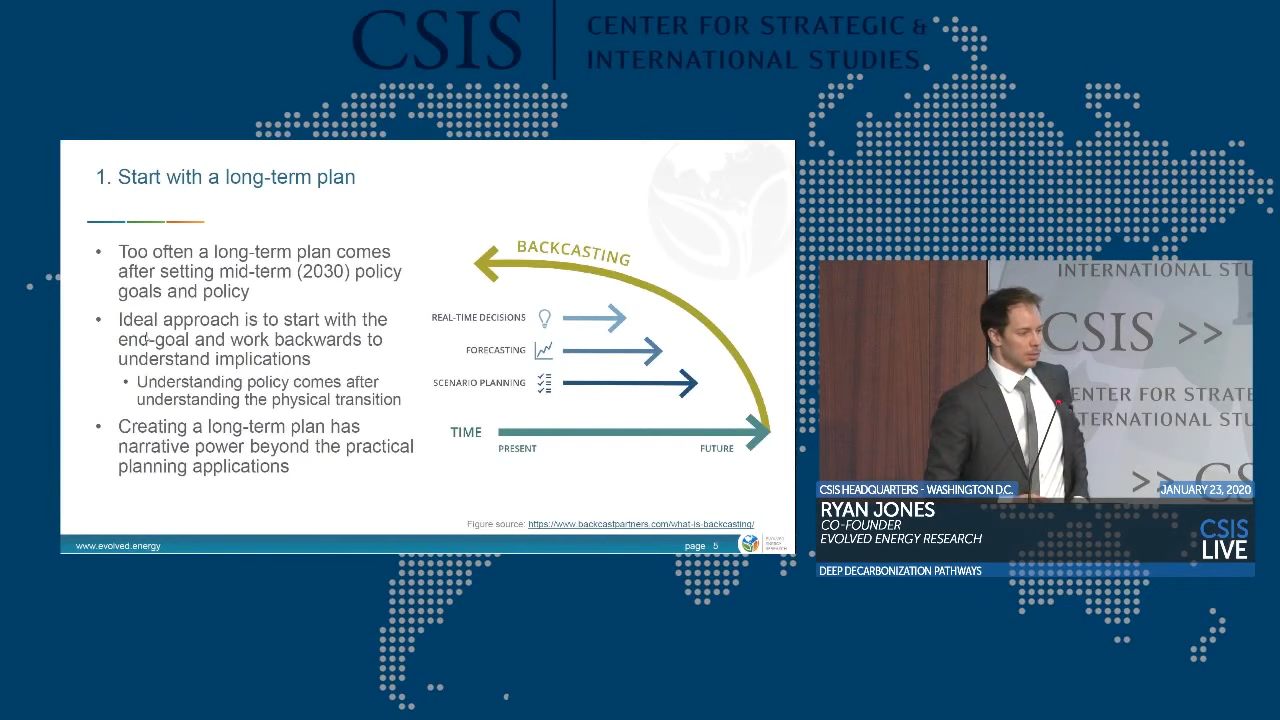 CSIS
CENTER FOR STRATEGIC &
INTERNATIONAL STUDIES
1. Start with a long-term plan
• Too often a long-term plan comes
after setting mid-term (2030) policy
goals and policy
• Ideal approach is to start with the
end-goal and work backwards to
understand implications
• Understanding policy comes after
understanding the physical transition
• Creating a long-term plan has
narrative power beyond the practical
planning applications
BACKCASTING
REAL-TIME DECISIONS
FORECASTING
SCENARIO PLANNING
TIME
PRESENT
FUTURE
Figure source: https://www.backcastpartners.com/what-is-backcasting/
www.evolved.energy
page 5
EVOLVED
ENERGY
RESEARCH
INTERNATIONAL STU
CSIS >>
ENTER FOR STRATE
TERNATIONAL STU
>> CS
CSIS HEADQUARTERS - WASHINGTON D.C.
JANUARY 23, 2020
RYAN JONES
CO-FOUNDER
EVOLVED ENERGY RESEARCH
CSIS
LIVE
DEEP DECARBONIZATION PATHWAYS